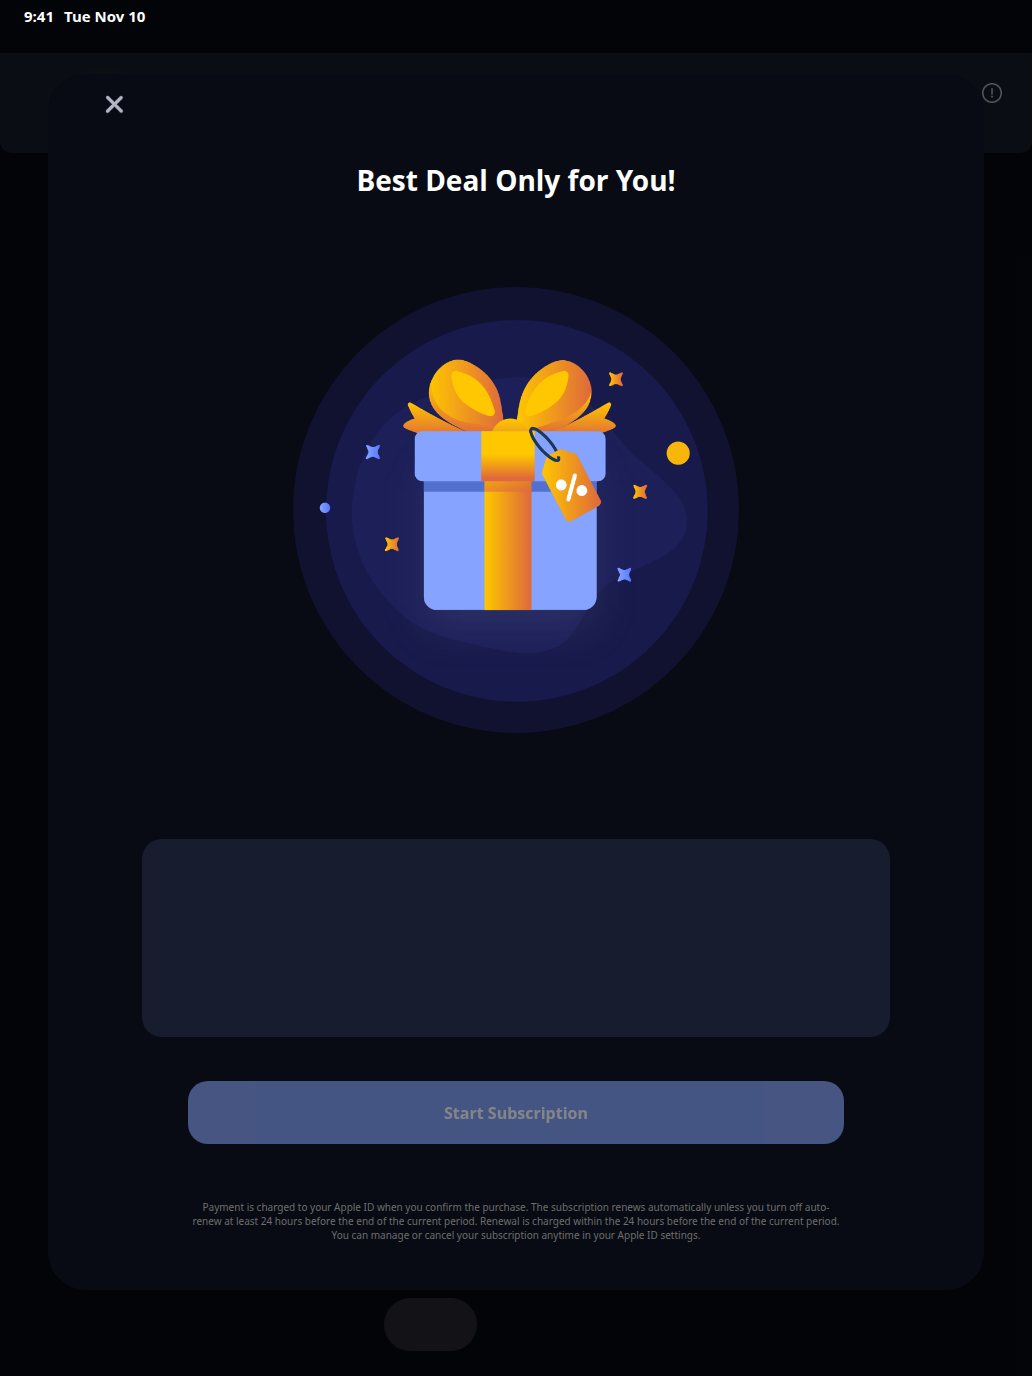 9:41 Tue Nov 10
Best Deal Only for You!
%
Start Subscription
Payment is charged to your Apple ID when you confirm the purchase. The subscription renews automatically unless you turn off auto-
renew at least 24 hours before the end of the current period. Renewal is charged within the 24 hours before the end of the current period.
You can manage or cancel your subscription anytime in your Apple ID settings.